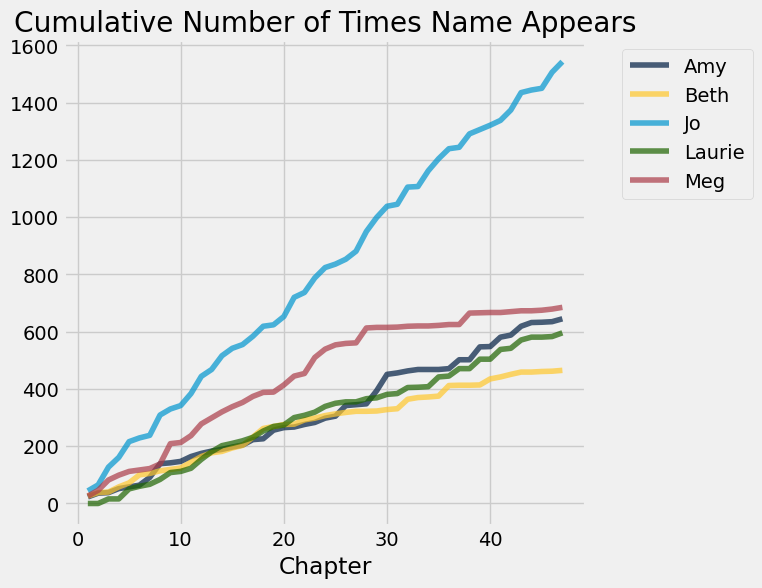 Cumulative Number of Times Name Appears
1600
1400
1200
1000
800
600
400
200
0
0 10 20 30 40
Chapter
Amy
Beth
Jo
Laurie
Meg